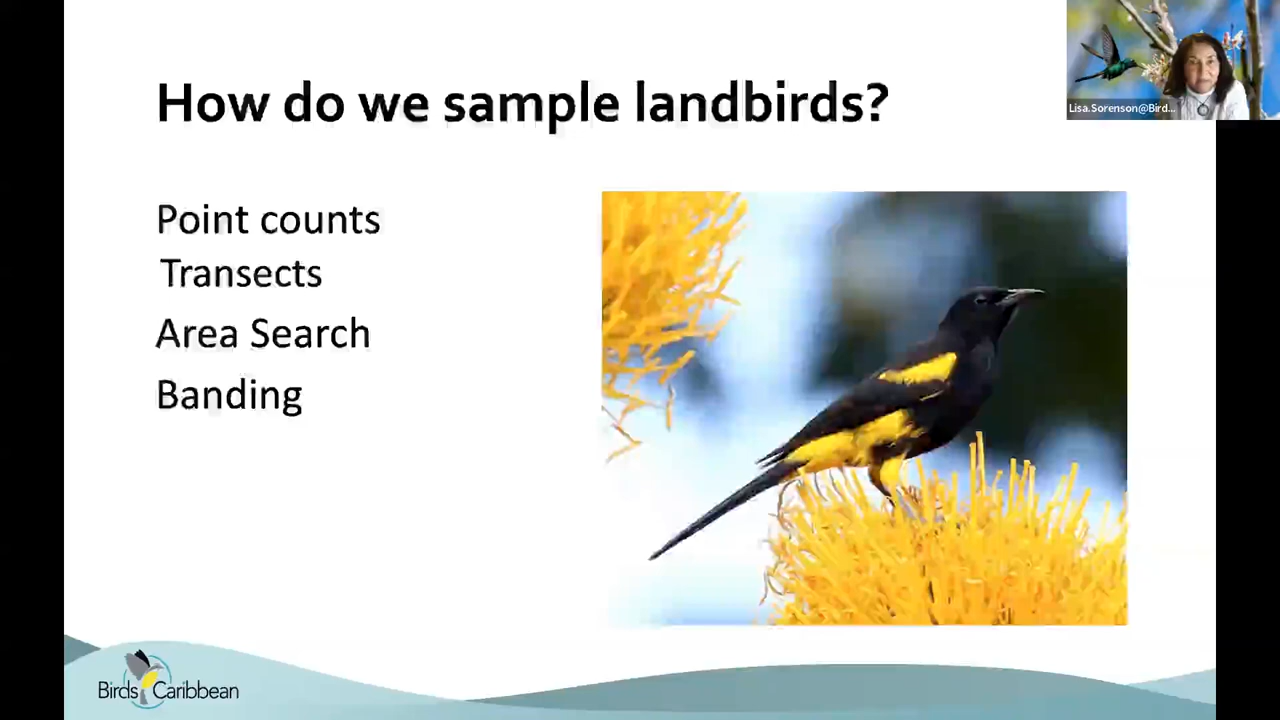 How do we sample landbirds?
Lisa.Sorenson@Bird...
Point counts
Transects
Area Search
Banding
Birds Caribbean